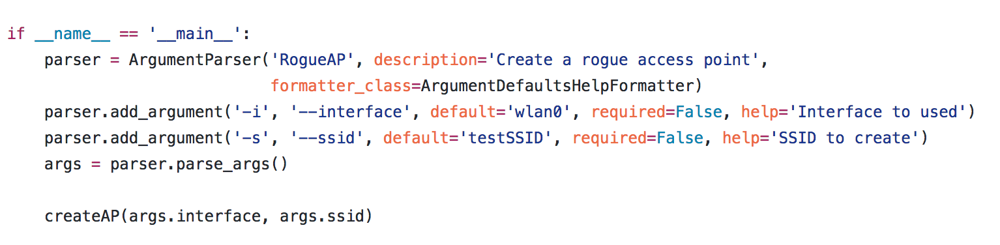 if __name__ == '__main__':
    parser = ArgumentParser('RogueAP', description='Create a rogue access point',
                            formatter_class=ArgumentDefaultsHelpFormatter)
    parser.add_argument('-i', '--interface', default='wlan0', required=False, help='Interface to used')
    parser.add_argument('-s', '--ssid', default='testSSID', required=False, help='SSID to create')
    args = parser.parse_args()

    createAP(args.interface, args.ssid)